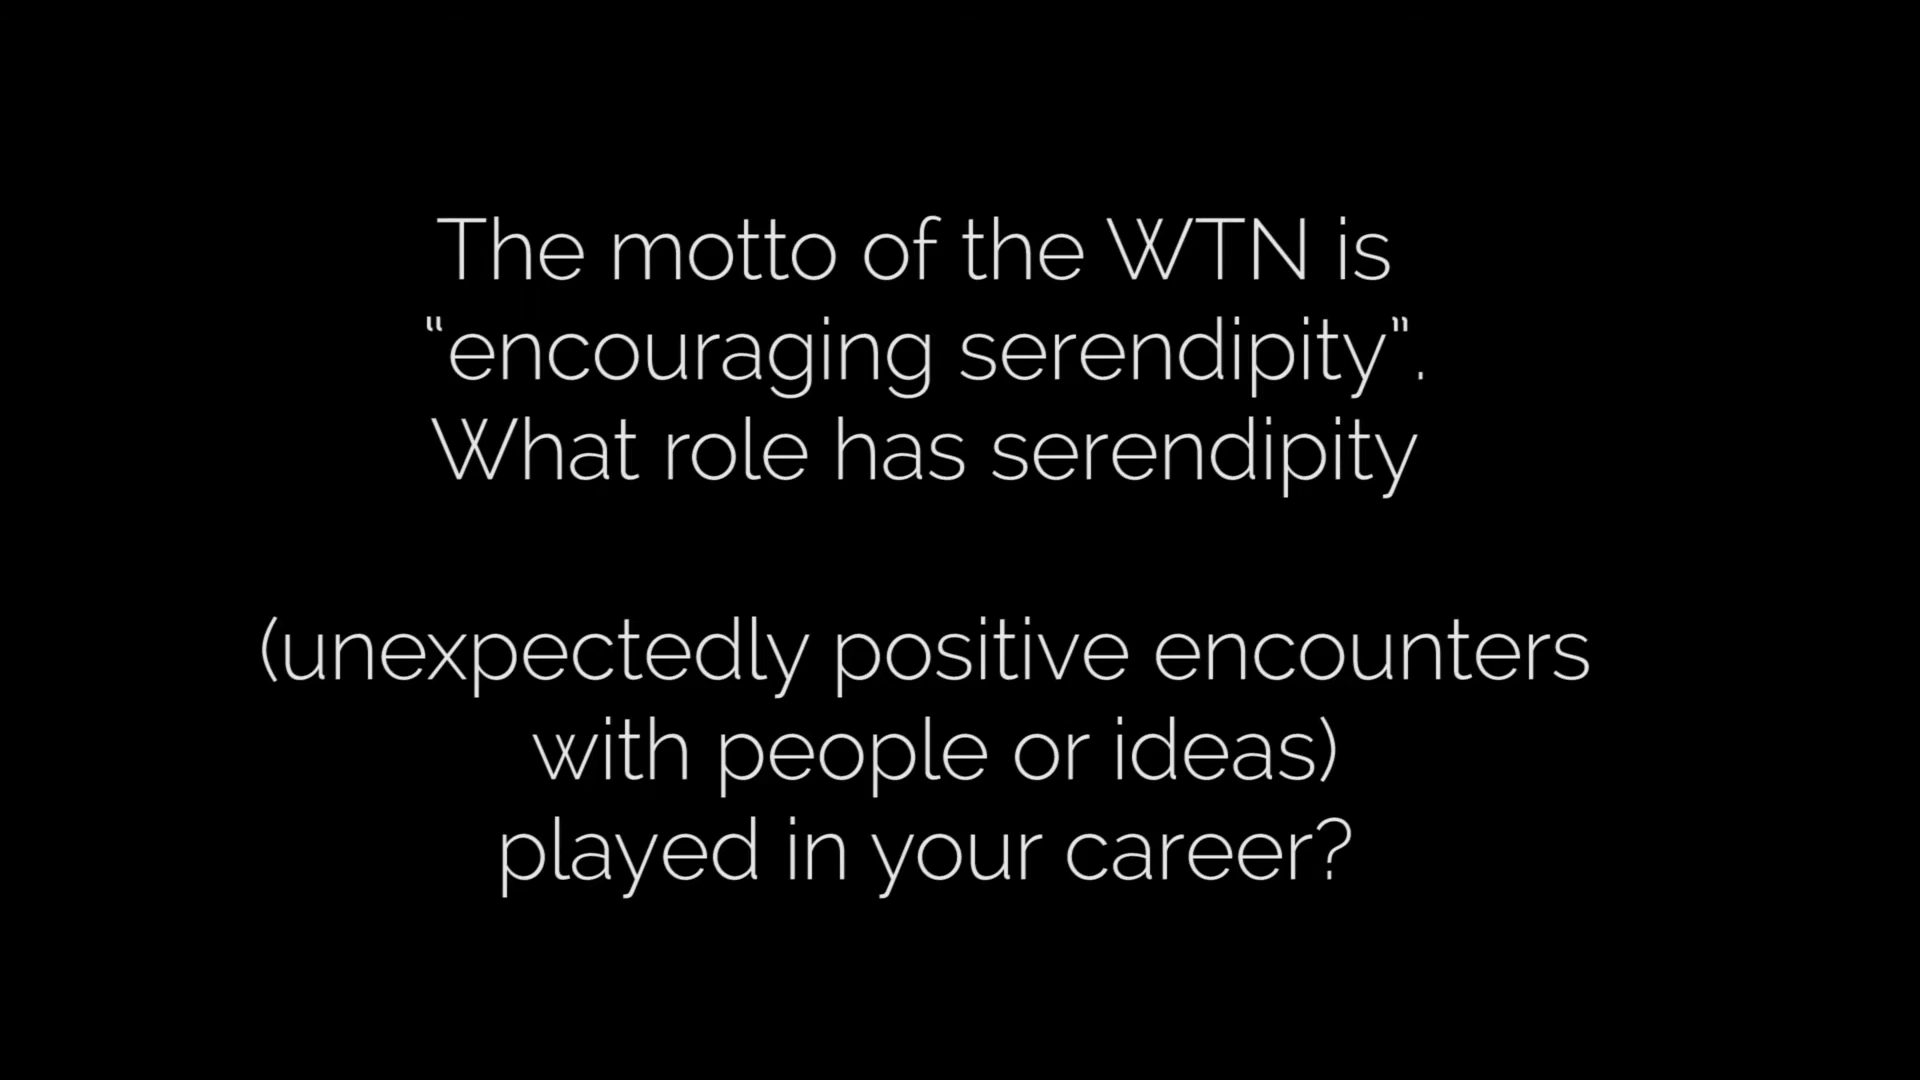 The motto of the WTN is
“encouraging serendipity”.
What role has serendipity
(unexpectedly positive encounters
with people or ideas)
played in your career?